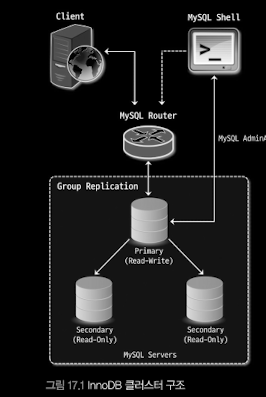 Client
MySQL Shell
MySQL Router
MySQL AdminA
Group Replication
Primary
(Read-Write)
Secondary
(Read-Only)
Secondary
(Read-Only)
MySQL Servers
그림 17.1 InnoDB 클러스터 구조